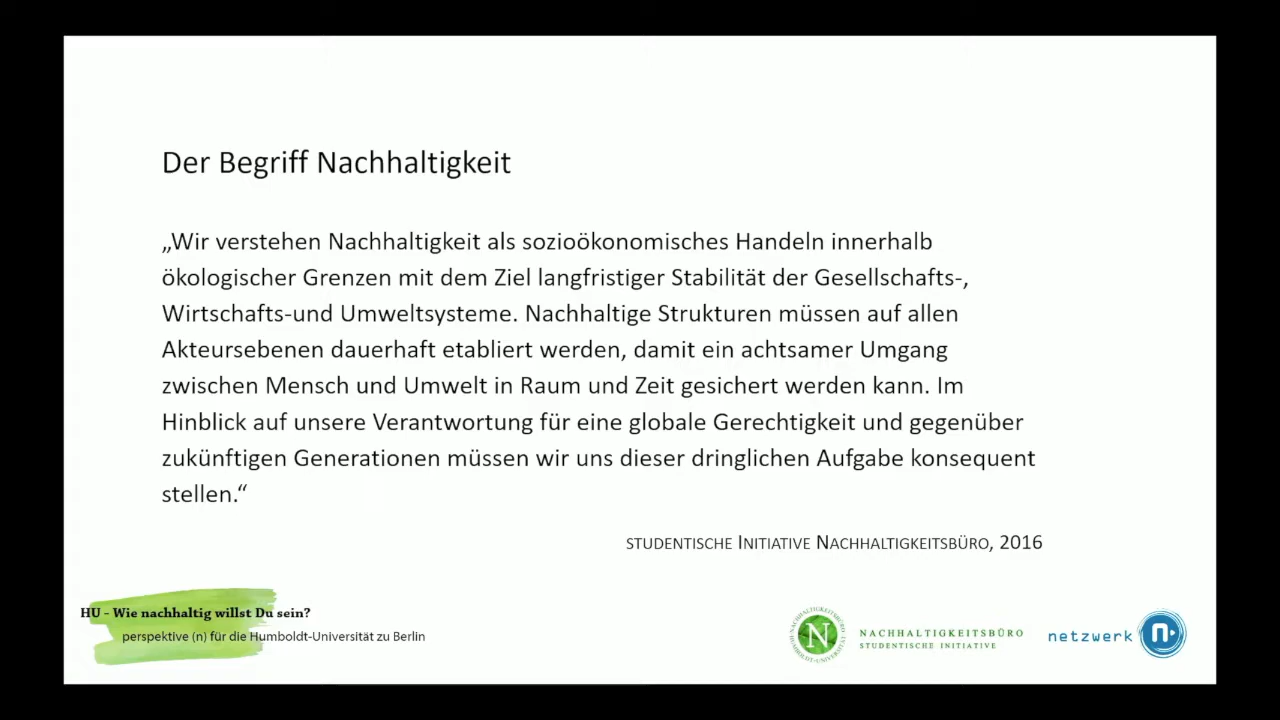 Der Begriff Nachhaltigkeit
„Wir verstehen Nachhaltigkeit als sozioökonomisches Handeln innerhalb
ökologischer Grenzen mit dem Ziel langfristiger Stabilität der Gesellschafts-,
Wirtschafts-und Umweltsysteme. Nachhaltige Strukturen müssen auf allen
Akteursebenen dauerhaft etabliert werden, damit ein achtsamer Umgang
zwischen Mensch und Umwelt in Raum und Zeit gesichert werden kann. Im
Hinblick auf unsere Verantwortung für eine globale Gerechtigkeit und gegenüber
zukünftigen Generationen müssen wir uns dieser dringlichen Aufgabe konsequent
stellen.“
STUDENTISCHE INITIATIVE NACHHALTIGKEITSBÜRO, 2016
HU – Wie nachhaltig willst Du sein?
perspektive (n) für die Humboldt-Universität zu Berlin
NACHHALTIGKEITSBÜRO
HUMBOLDT-UNIVERSITÄT
N
NACHHALTIGKEITSBÜRO
STUDENTISCHE INITIATIVE
netzwerk n